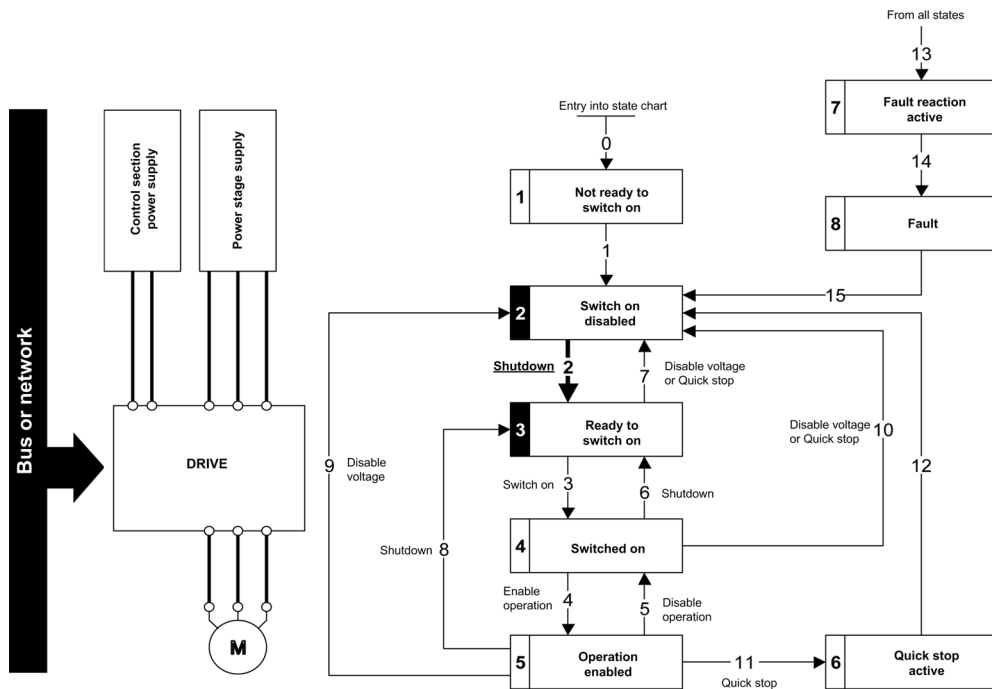 Bus or network
Control section
power supply
Power stage supply
DRIVE
M
From all states
13
7
Fault reaction
active
14
8
Fault
15
Entry into state chart
0
1
Not ready to
switch on
1
2
Switch on
disabled
Shutdown 2
7
Disable voltage
or Quick stop
3
Ready to
switch on
9
Disable
voltage
Switch on 3
6 Shutdown
Disable voltage
or Quick stop
10
12
4
Switched on
Shutdown 8
Enable
operation
4
5
Disable
operation
5
Operation
enabled
11
Quick stop
6
Quick stop
active